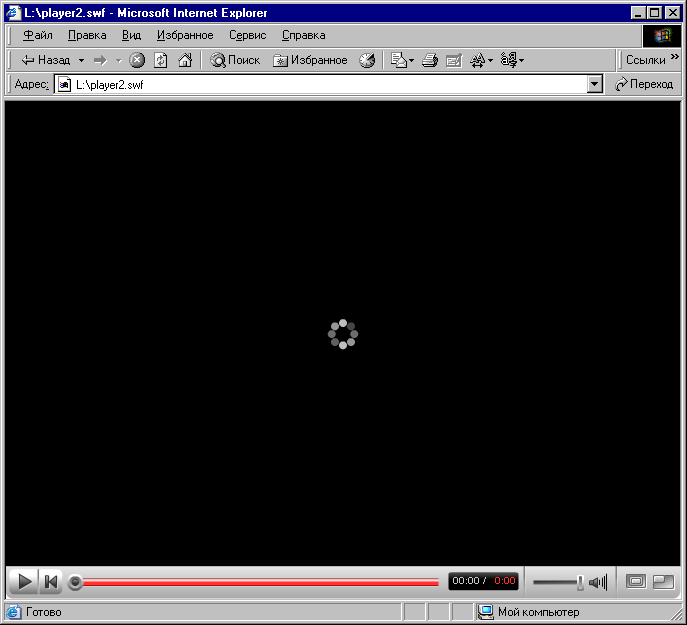 L:\player2.swf - Microsoft Internet Explorer
Файл Правка Вид Избранное Сервис Справка
Назад Поиск Избранное Ссылки »
Адрес: L:\player2.swf Переход
00:00 / 0:00
Готово Мой компьютер